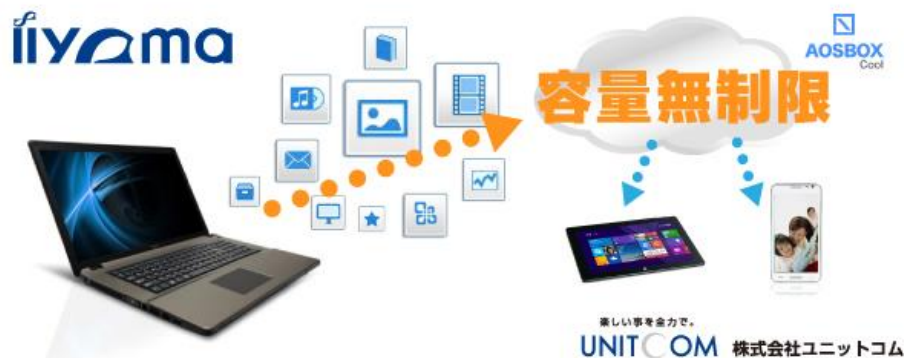 iiyama
AOSBOX
Cool
容量無制限
楽しい事を全力で。
UNITCOM 株式会社ユニットコム